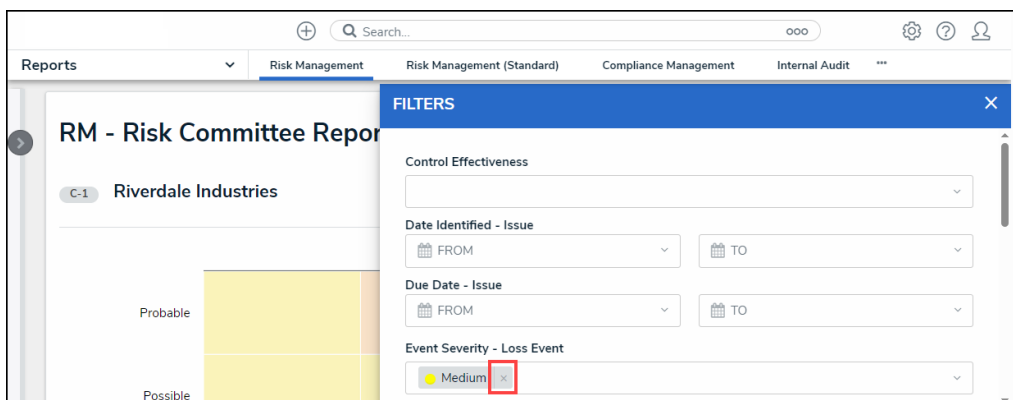 Search...
Reports
Risk Management
Risk Management (Standard)
Compliance Management
Internal Audit
FILTERS
RM - Risk Committee Repor
C-1 Riverdale Industries
Control Effectiveness
Date Identified - Issue
FROM
TO
Due Date - Issue
FROM
TO
Event Severity - Loss Event
Medium
Probable
Possible